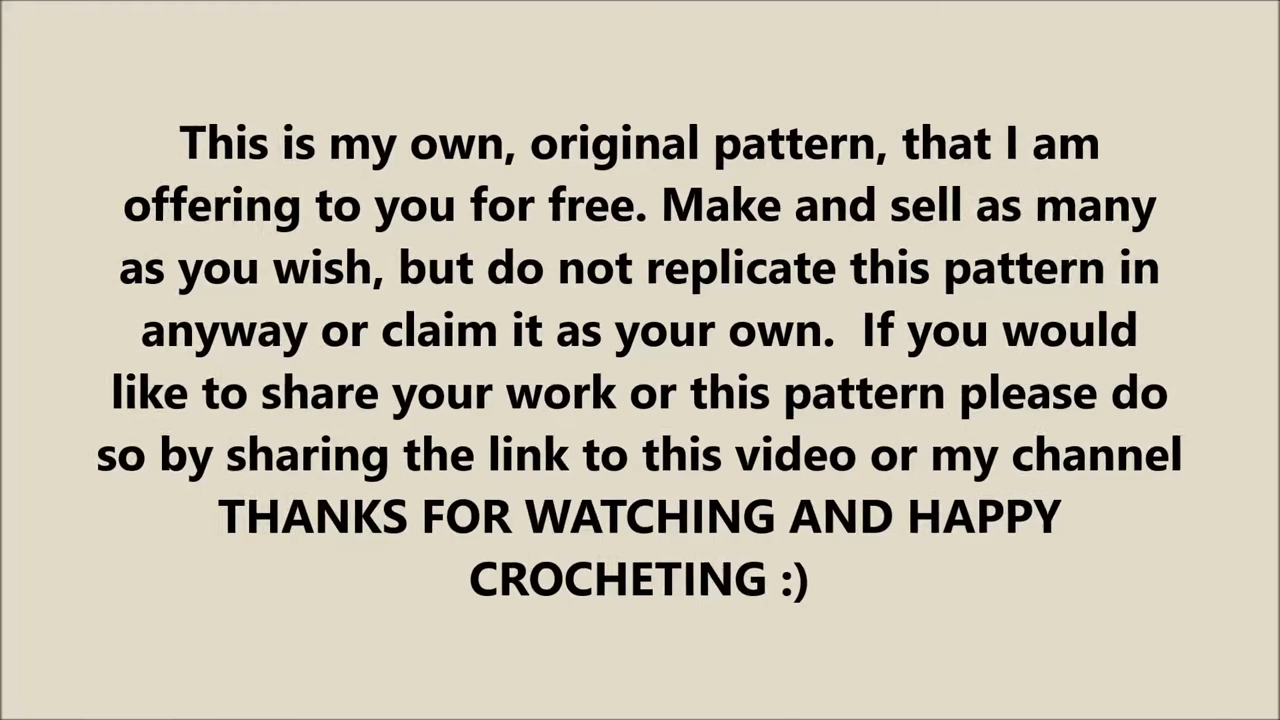 This is my own, original pattern, that I am
offering to you for free. Make and sell as many
as you wish, but do not replicate this pattern in
anyway or claim it as your own.  If you would
like to share your work or this pattern please do
so by sharing the link to this video or my channel
THANKS FOR WATCHING AND HAPPY
CROCHETING :)